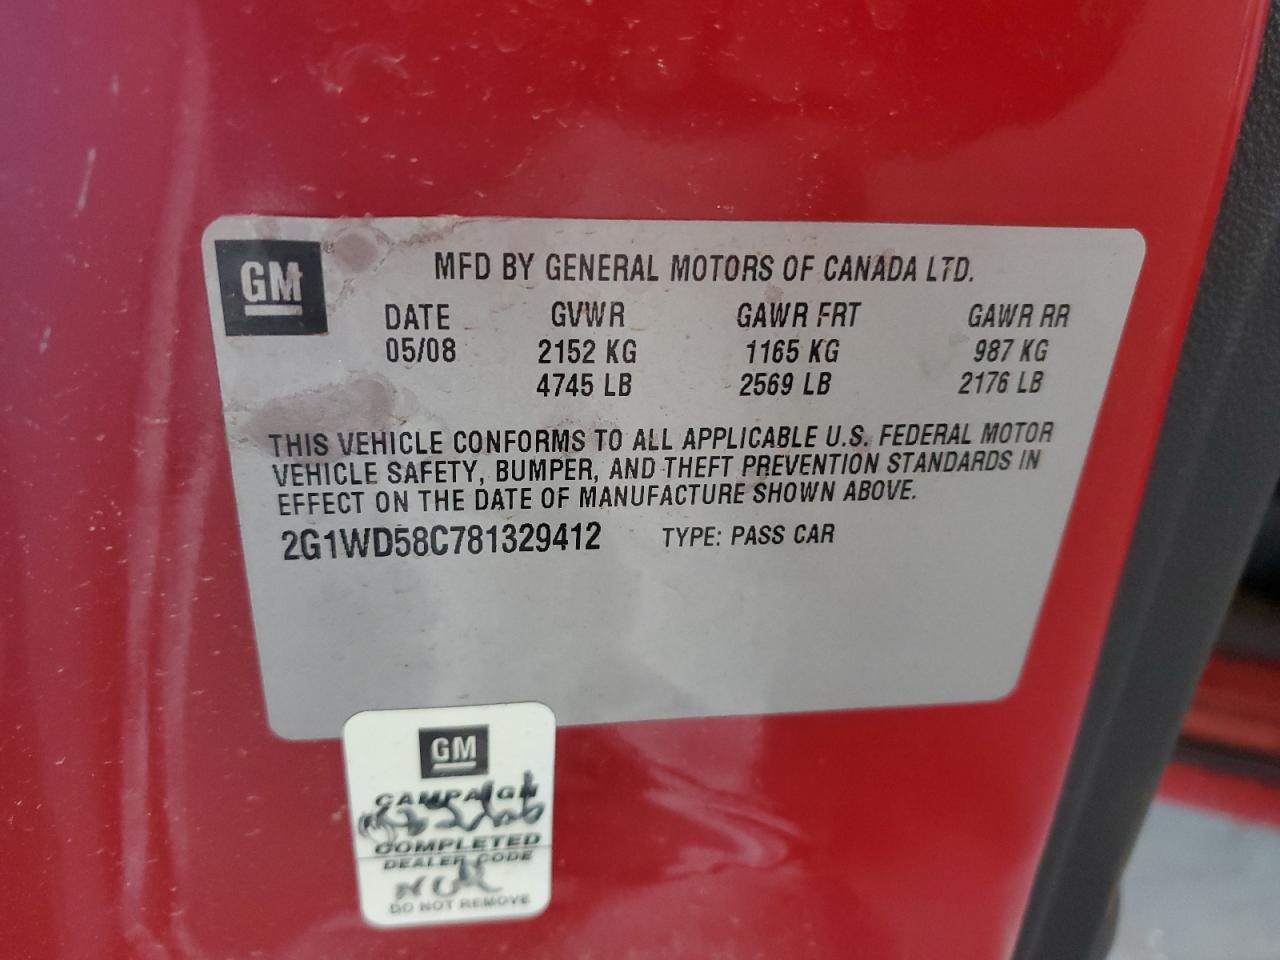 GM
MFD BY GENERAL MOTORS OF CANADA LTD.
DATE GVWR GAWR FRT GAWR RR
05/08 2152 KG 1165 KG 987 KG
4745 LB 2569 LB 2176 LB
THIS VEHICLE CONFORMS TO ALL APPLICABLE U.S. FEDERAL MOTOR
VEHICLE SAFETY, BUMPER, AND THEFT PREVENTION STANDARDS IN
EFFECT ON THE DATE OF MANUFACTURE SHOWN ABOVE.
2G1WD58C781329412 TYPE: PASS CAR
GM
CAMPAIGN
COMPLETED
DEALER CODE
DO NOT REMOVE